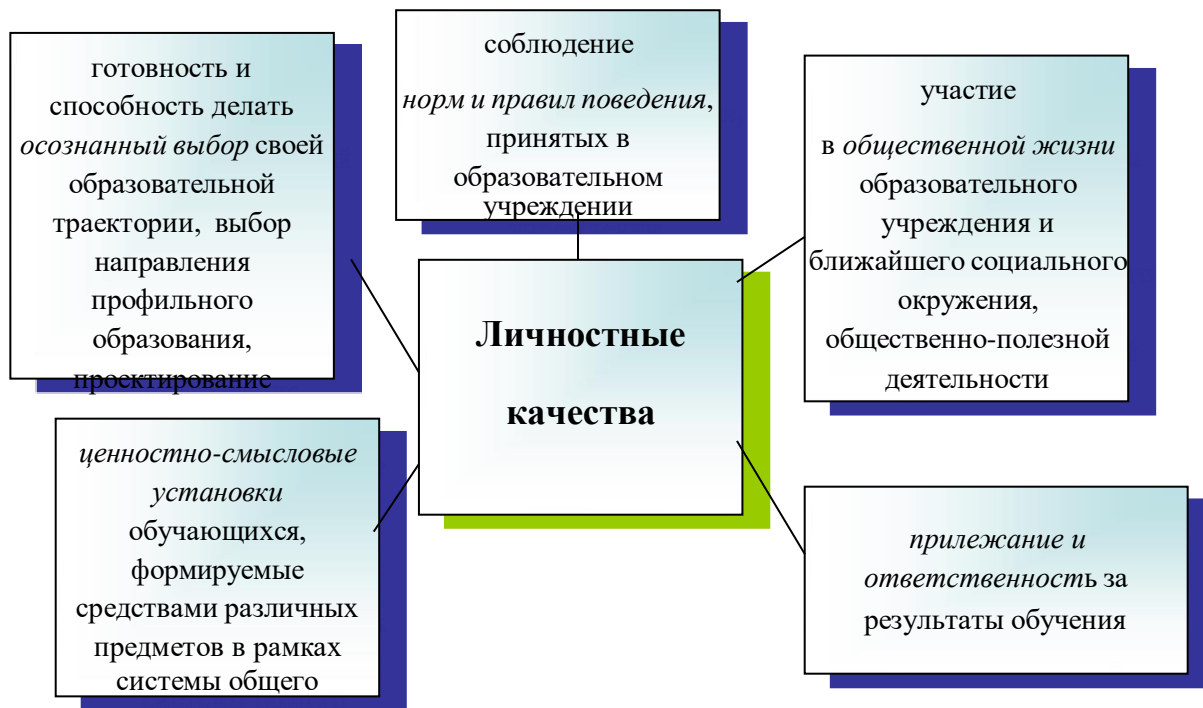 готовность и
способность делать
осознанный выбор своей
образовательной
траектории, выбор
направления
профильного
образования,
проектирование
соблюдение
норм и правил поведения,
принятых в
образовательном
учреждении
участие
в общественной жизни
образовательного
учреждения и
ближайшего социального
окружения,
общественно-полезной
деятельности
Личностные
качества
ценностно-смысловые
установки
обучающихся,
формируемые
средствами различных
предметов в рамках
системы общего
прилежание и
ответственность за
результаты обучения